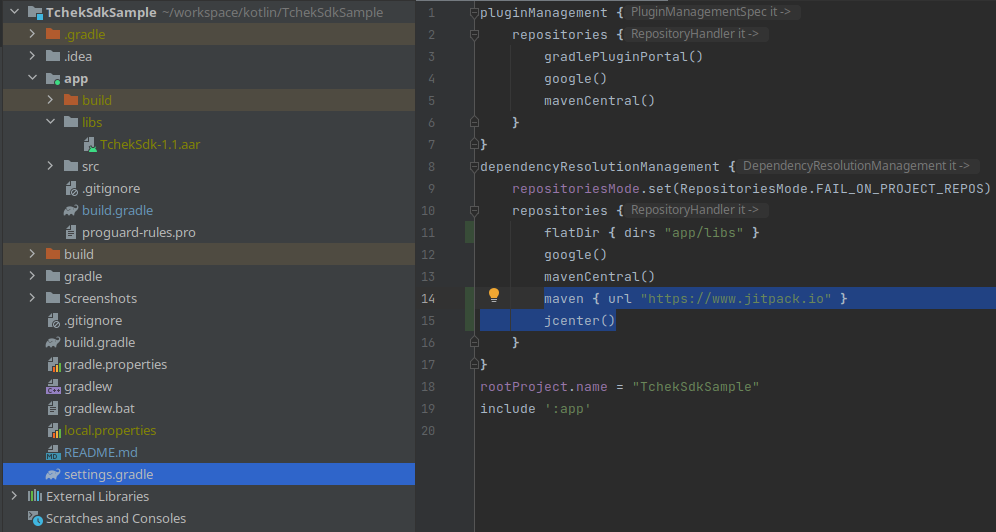 TchekSdkSample ~/workspace/kotlin/TchekSdkSample
.gradle
.idea
app
build
libs
TchekSdk-1.1.aar
src
.gitignore
build.gradle
proguard-rules.pro
build
gradle
Screenshots
.gitignore
build.gradle
gradle.properties
gradlew
gradlew.bat
local.properties
README.md
settings.gradle
External Libraries
Scratches and Consoles
1 pluginManagement { PluginManagementSpec it ->
2 repositories { RepositoryHandler it ->
3 gradlePluginPortal()
4 google()
5 mavenCentral()
6 }
7 }
8 dependencyResolutionManagement { DependencyResolutionManagement it ->
9 repositoriesMode.set(RepositoriesMode.FAIL_ON_PROJECT_REPOS)
10 repositories { RepositoryHandler it ->
11 flatDir { dirs "app/libs" }
12 google()
13 mavenCentral()
14 maven { url "https://www.jitpack.io" }
15 jcenter()
16 }
17 }
18 rootProject.name = "TchekSdkSample"
19 include ':app'
20